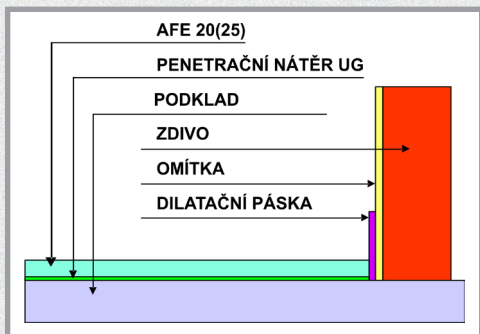 AFE 20(25)
PENETRAČNÍ NÁTĚR UG
PODKLAD
ZDIVO
OMÍTKA
DILATAČNÍ PÁSKA